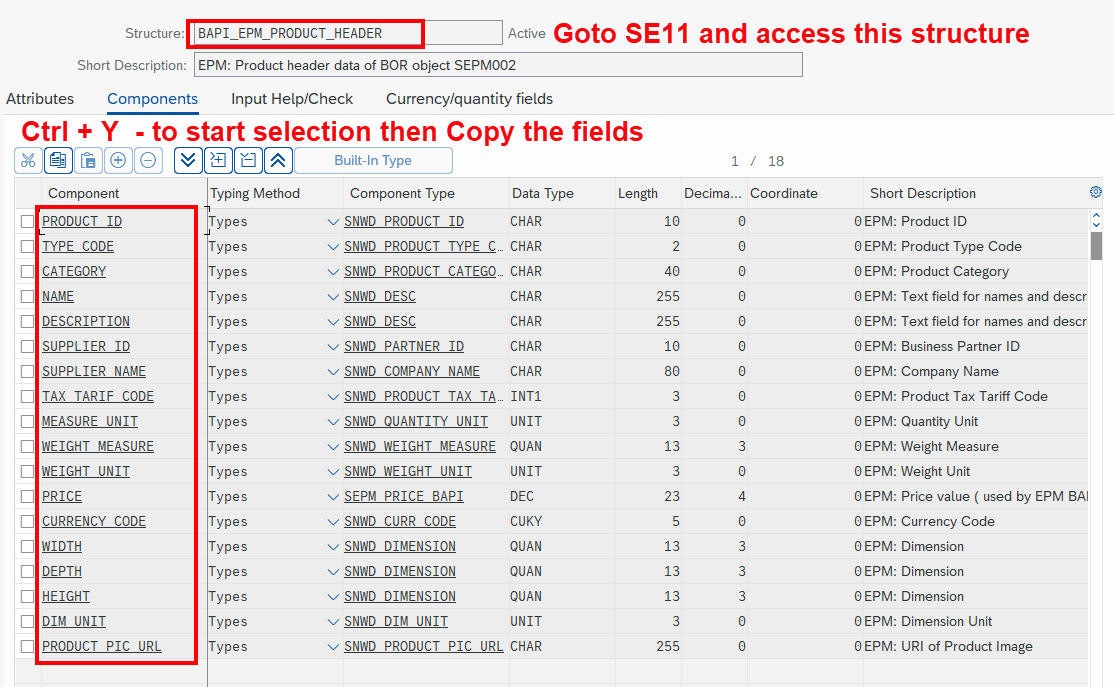 Structure: BAPI_EPM_PRODUCT_HEADER Active Goto SE11 and access this structure
Short Description: EPM: Product header data of BOR object SEPM002
Attributes Components Input Help/Check Currency/quantity fields
Ctrl + Y - to start selection then Copy the fields
Built-In Type 1 / 18
Component Typing Method Component Type Data Type Length Decima... Coordinate Short Description
PRODUCT_ID Types SNWD_PRODUCT_ID CHAR 10 0 0 EPM: Product ID
TYPE_CODE Types SNWD_PRODUCT_TYPE_C… CHAR 2 0 0 EPM: Product Type Code
CATEGORY Types SNWD_PRODUCT_CATEGO… CHAR 40 0 0 EPM: Product Category
NAME Types SNWD_DESC CHAR 255 0 0 EPM: Text field for names and descr
DESCRIPTION Types SNWD_DESC CHAR 255 0 0 EPM: Text field for names and descr
SUPPLIER_ID Types SNWD_PARTNER_ID CHAR 10 0 0 EPM: Business Partner ID
SUPPLIER_NAME Types SNWD_COMPANY_NAME CHAR 80 0 0 EPM: Company Name
TAX_TARIF_CODE Types SNWD_PRODUCT_TAX_TA… INT1 3 0 0 EPM: Product Tax Tariff Code
MEASURE_UNIT Types SNWD_QUANTITY_UNIT UNIT 3 0 0 EPM: Quantity Unit
WEIGHT_MEASURE Types SNWD_WEIGHT_MEASURE QUAN 13 3 0 EPM: Weight Measure
WEIGHT_UNIT Types SNWD_WEIGHT_UNIT UNIT 3 0 0 EPM: Weight Unit
PRICE Types SEPM_PRICE_BAPI DEC 23 4 0 EPM: Price value ( used by EPM BAI
CURRENCY_CODE Types SNWD_CURR_CODE CUKY 5 0 0 EPM: Currency Code
WIDTH Types SNWD_DIMENSION QUAN 13 3 0 EPM: Dimension
DEPTH Types SNWD_DIMENSION QUAN 13 3 0 EPM: Dimension
HEIGHT Types SNWD_DIMENSION QUAN 13 3 0 EPM: Dimension
DIM_UNIT Types SNWD_DIM_UNIT UNIT 3 0 0 EPM: Dimension Unit
PRODUCT_PIC_URL Types SNWD_PRODUCT_PIC_URL CHAR 255 0 0 EPM: URI of Product Image